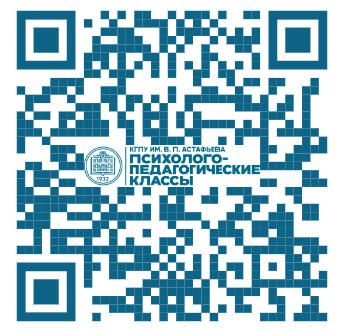 КГПУ ИМ. В. П. АСТАФЬЕВА
ПСИХОЛОГО-
ПЕДАГОГИЧЕСКИЕ
КЛАССЫ
1932